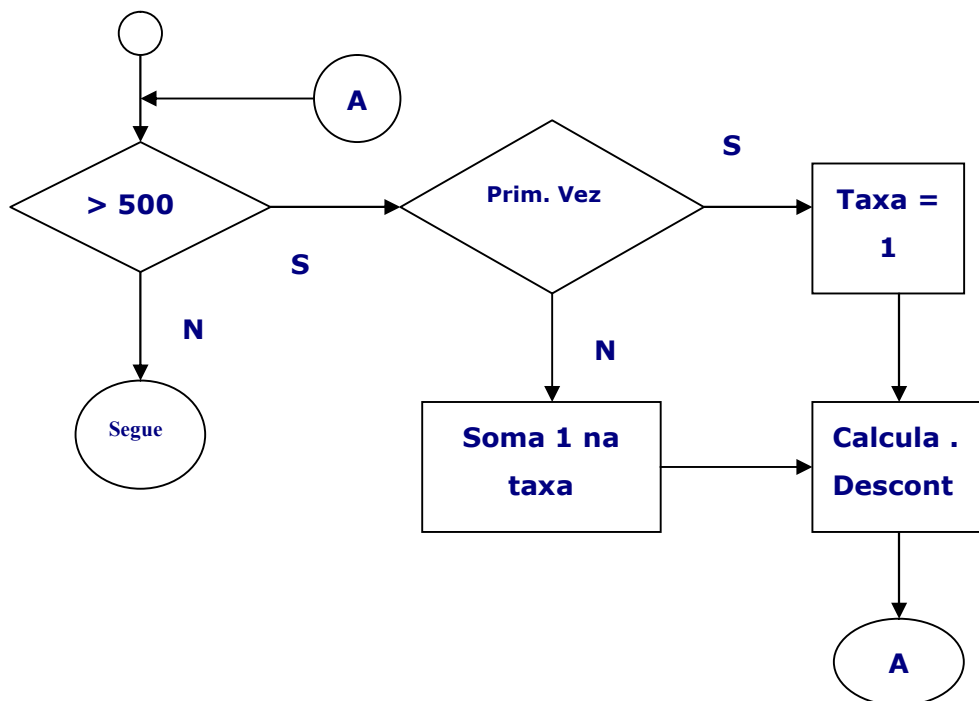 A
> 500
S
Prim. Vez
S
Taxa =
1
N
N
Segue
Soma 1 na
taxa
Calcula .
Descont
A